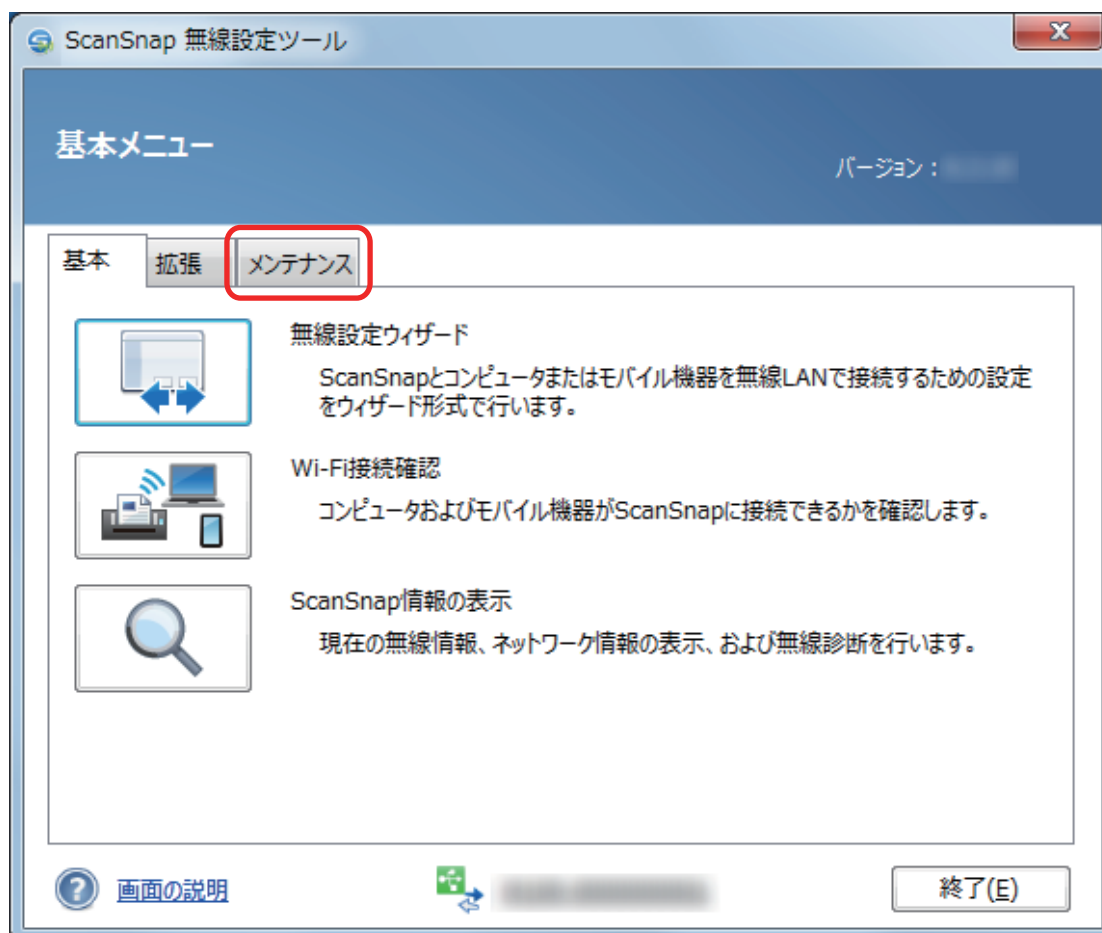 ScanSnap 無線設定ツール
基本メニュー
バージョン：
基本
拡張
メンテナンス
無線設定ウィザード
ScanSnapとコンピュータまたはモバイル機器を無線LANで接続するための設定
をウィザード形式で行います。
Wi-Fi接続確認
コンピュータおよびモバイル機器がScanSnapに接続できるかを確認します。
ScanSnap情報の表示
現在の無線情報、ネットワーク情報の表示、および無線診断を行います。
画面の説明
終了(E)